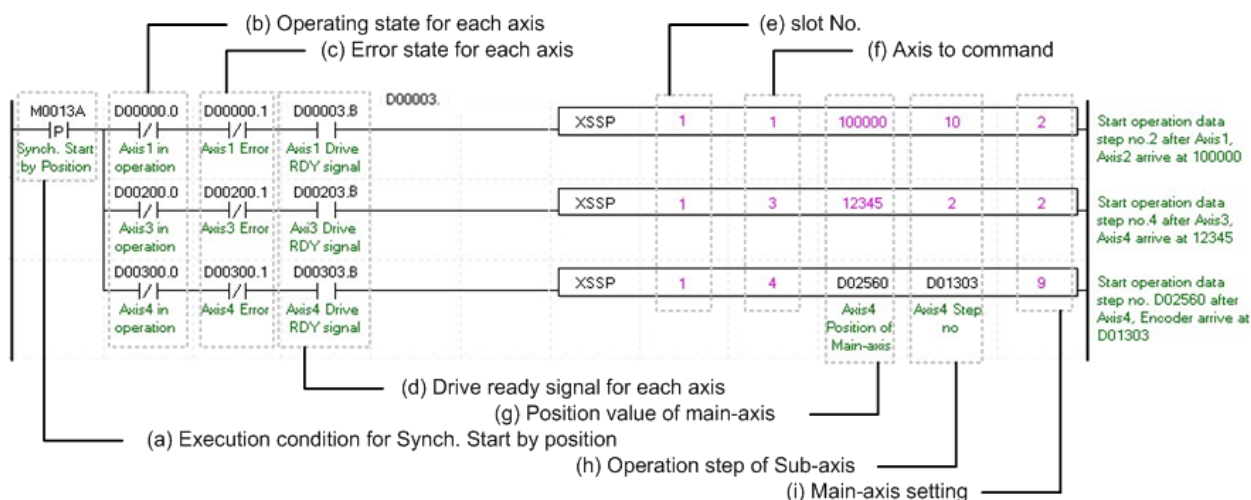 (b) Operating state for each axis
(e) slot No.
(c) Error state for each axis
(f) Axis to command
M0013A D00000.0 D00000.1 D00003.B D00003.
P
XSSP 1 1 100000 10 2
Synch. Start
by Position
Axis1 in
operation
Axis1 Error
Axis1 Drive
RDY signal
Start operation data
step no.2 after Axis1,
Axis2 arrive at 100000
D00200.0 D00200.1 D00203.B
XSSP 1 3 12345 2 2
Axis3 in
operation
Axis3 Error
Axi3 Drive
RDY signal
Start operation data
step no.4 after Axis3,
Axis4 arrive at 12345
D00300.0 D00300.1 D00303.B
XSSP 1 4 D02560 D01303 9
Axis4 in
operation
Axis4 Error
Axis4 Drive
RDY signal
Axis4
Position of
Main-axis
Axis4 Step
no
Start operation data
step no. D02560 after
Axis4, Encoder arrive at
D01303
(d) Drive ready signal for each axis
(g) Position value of main-axis
(a) Execution condition for Synch. Start by position
(h) Operation step of Sub-axis
(i) Main-axis setting